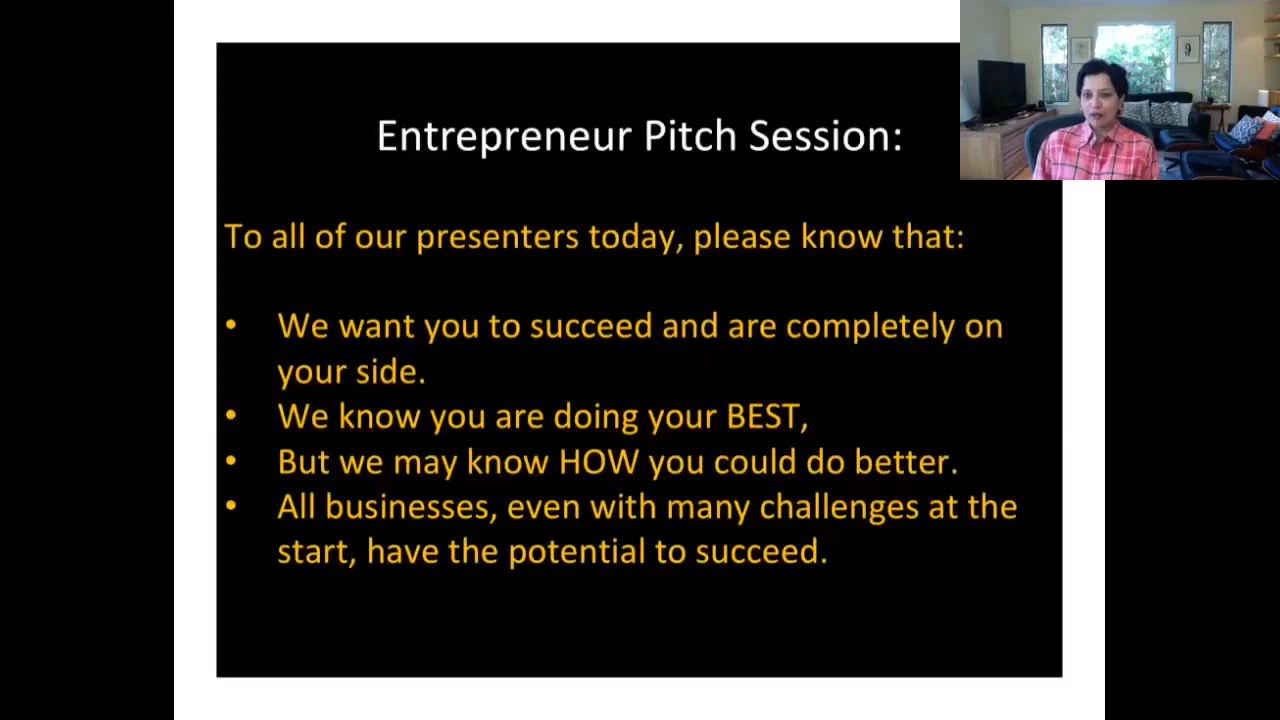 Entrepreneur Pitch Session:
To all of our presenters today, please know that:
• We want you to succeed and are completely on
your side.
• We know you are doing your BEST,
• But we may know HOW you could do better.
• All businesses, even with many challenges at the
start, have the potential to succeed.